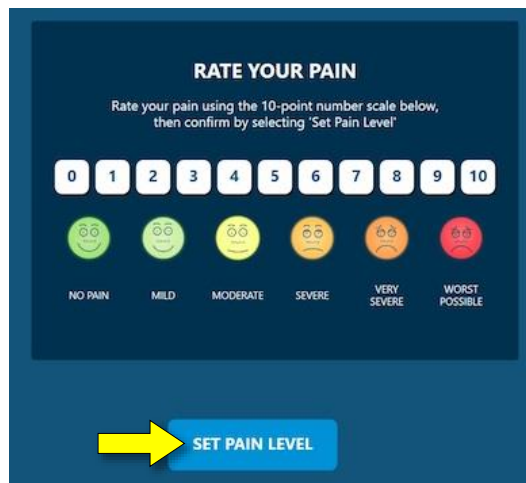 RATE YOUR PAIN
Rate your pain using the 10-point number scale below,
then confirm by selecting 'Set Pain Level'
0 1 2 3 4 5 6 7 8 9 10
NO PAIN MILD MODERATE SEVERE VERY SEVERE WORST POSSIBLE
SET PAIN LEVEL